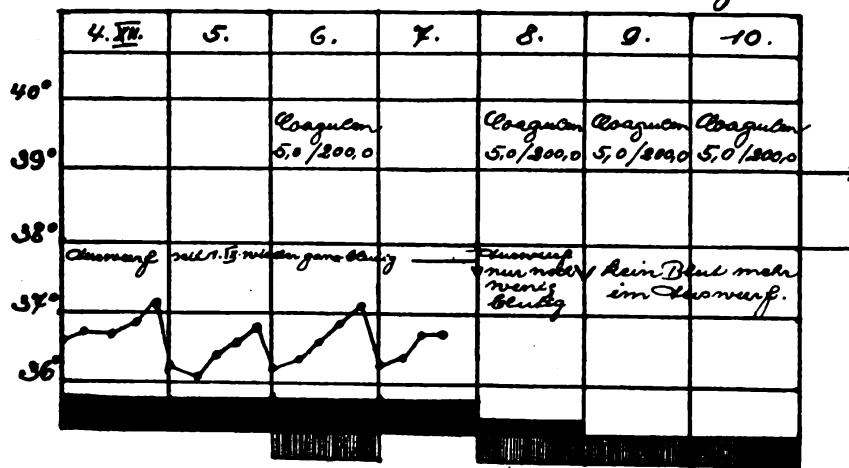 4. XII. 5. 6. 7. 8. 9. 10.
40°
Coagulen Coagulen Coagulen Coagulen
5,0/200,0 5,0/200,0 5,0/200,0 5,0/200,0
39°
38°
Auswurf seit wieder ganz blutig
Auswurf
nur noch
wenig
blutig
kein Blut mehr
im Auswurf.
37°
36°